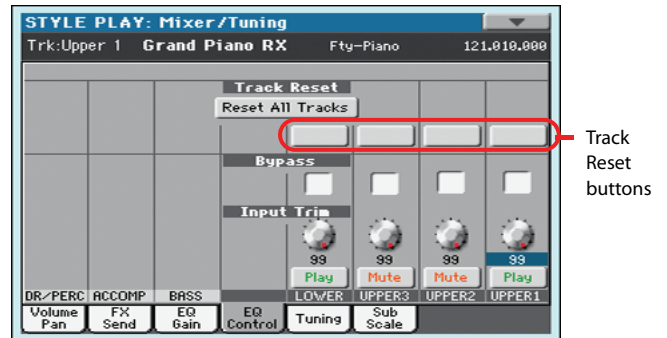 STYLE PLAY: Mixer/Tuning
Trk:Upper 1 Grand Piano RX Fty-Piano 121.010.000
Track Reset
Reset All Tracks
Track
Reset
buttons
Bypass
Input Trim
99 99 99 99
Play Mute Mute Play
DR/PERC ACCOMP BASS LOWER UPPER3 UPPER2 UPPER1
Volume Pan FX Send EQ Gain EQ Control Tuning Sub Scale